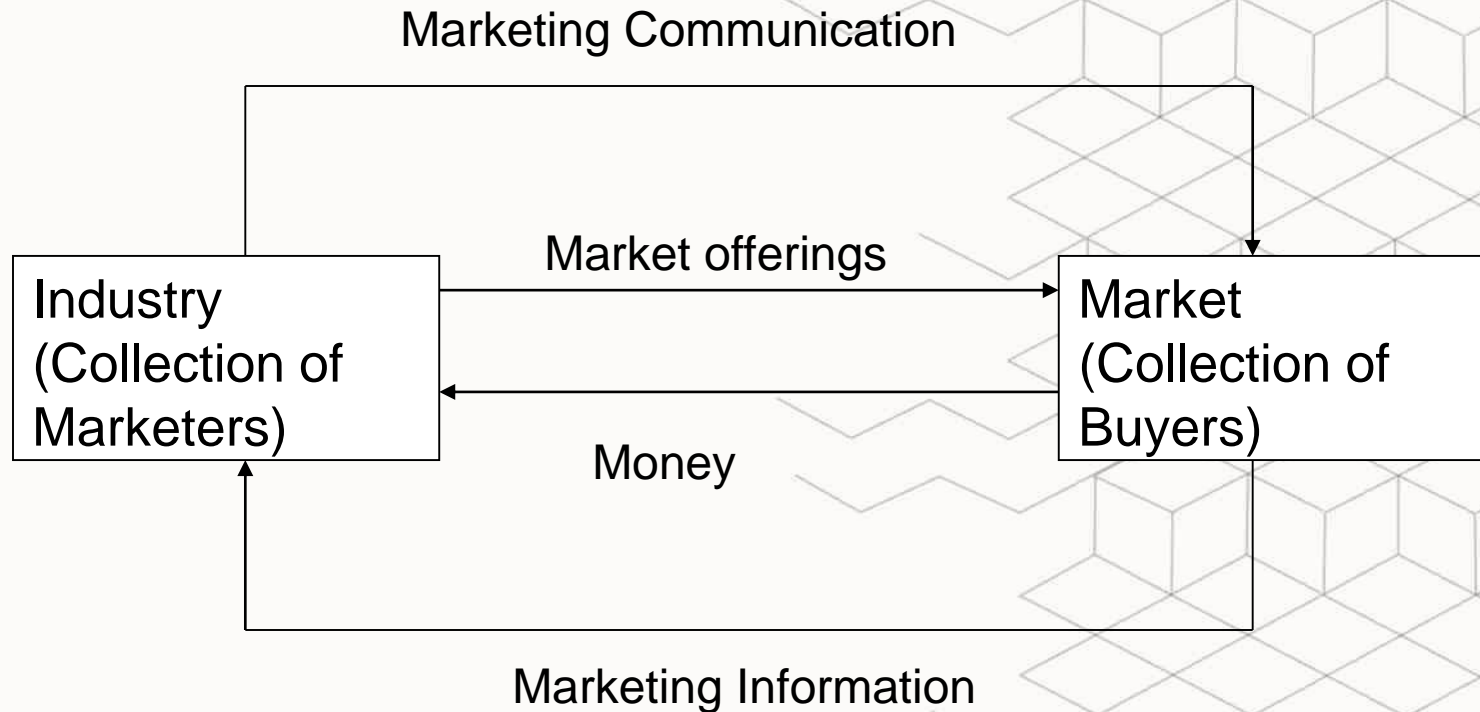 Marketing Communication
Market offerings
Industry
(Collection of
Marketers)
Market
(Collection of
Buyers)
Money
Marketing Information